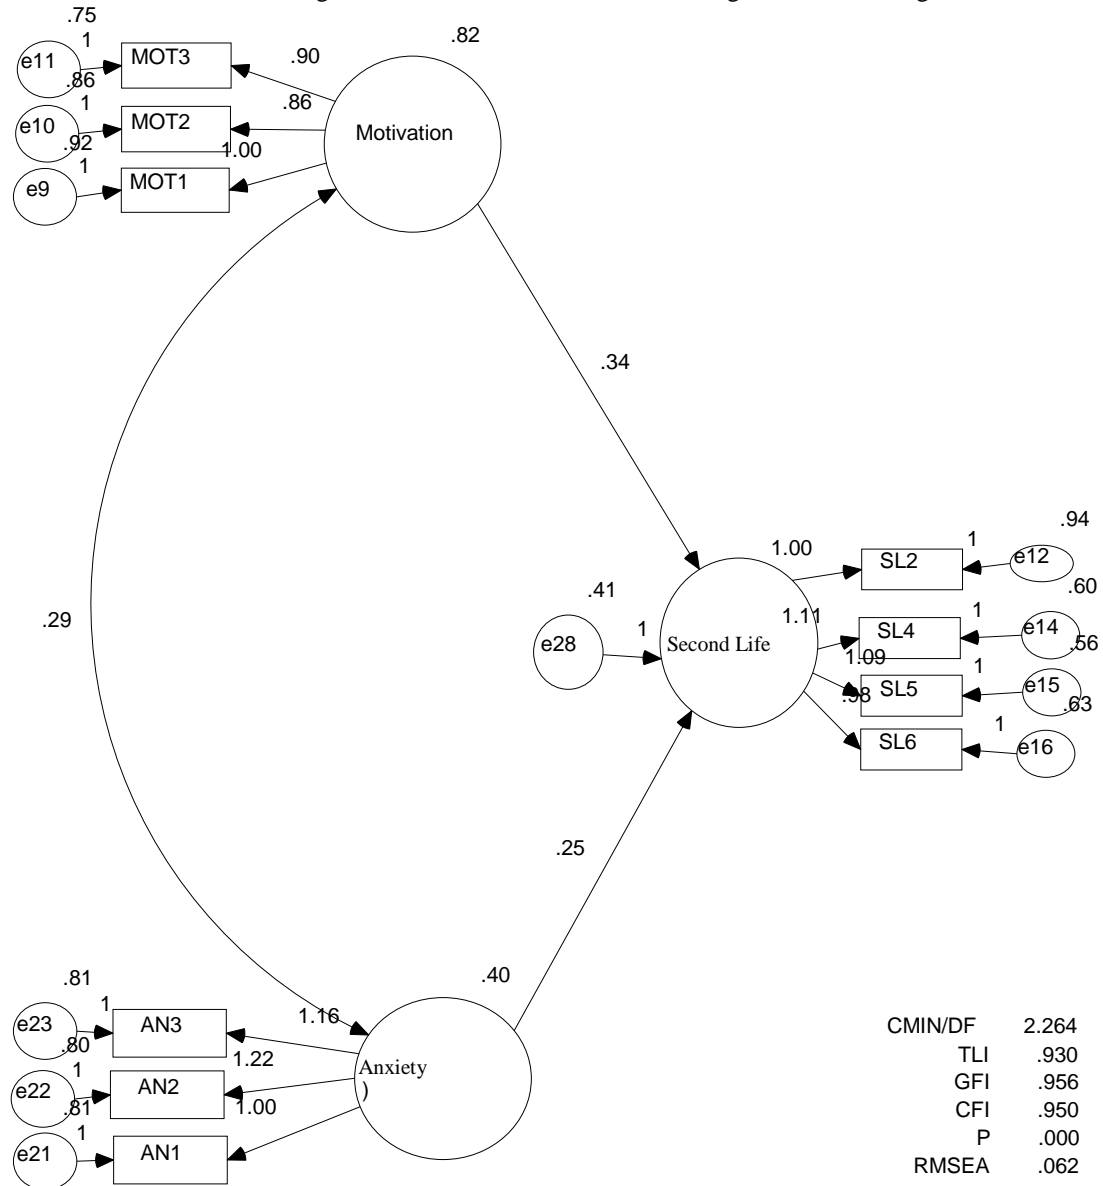 .75
.82
1
e11
MOT3
.90
.86
1
.86
e10
MOT2
Motivation
.92
1.00
1
e9
MOT1
.34
.29
.94
1
1.00
SL2
e12
.41
.60
1
1.11
1
e28
SL4
e14
Second Life
.56
1.09
1
SL5
e15
.98
.63
1
SL6
e16
.25
.81
.40
1
1.16
e23
AN3
.80
1.22
1
Anxiety
)
e22
AN2
.81
1.00
1
e21
AN1
CMIN/DF 2.264
TLI .930
GFI .956
CFI .950
P .000
RMSEA .062